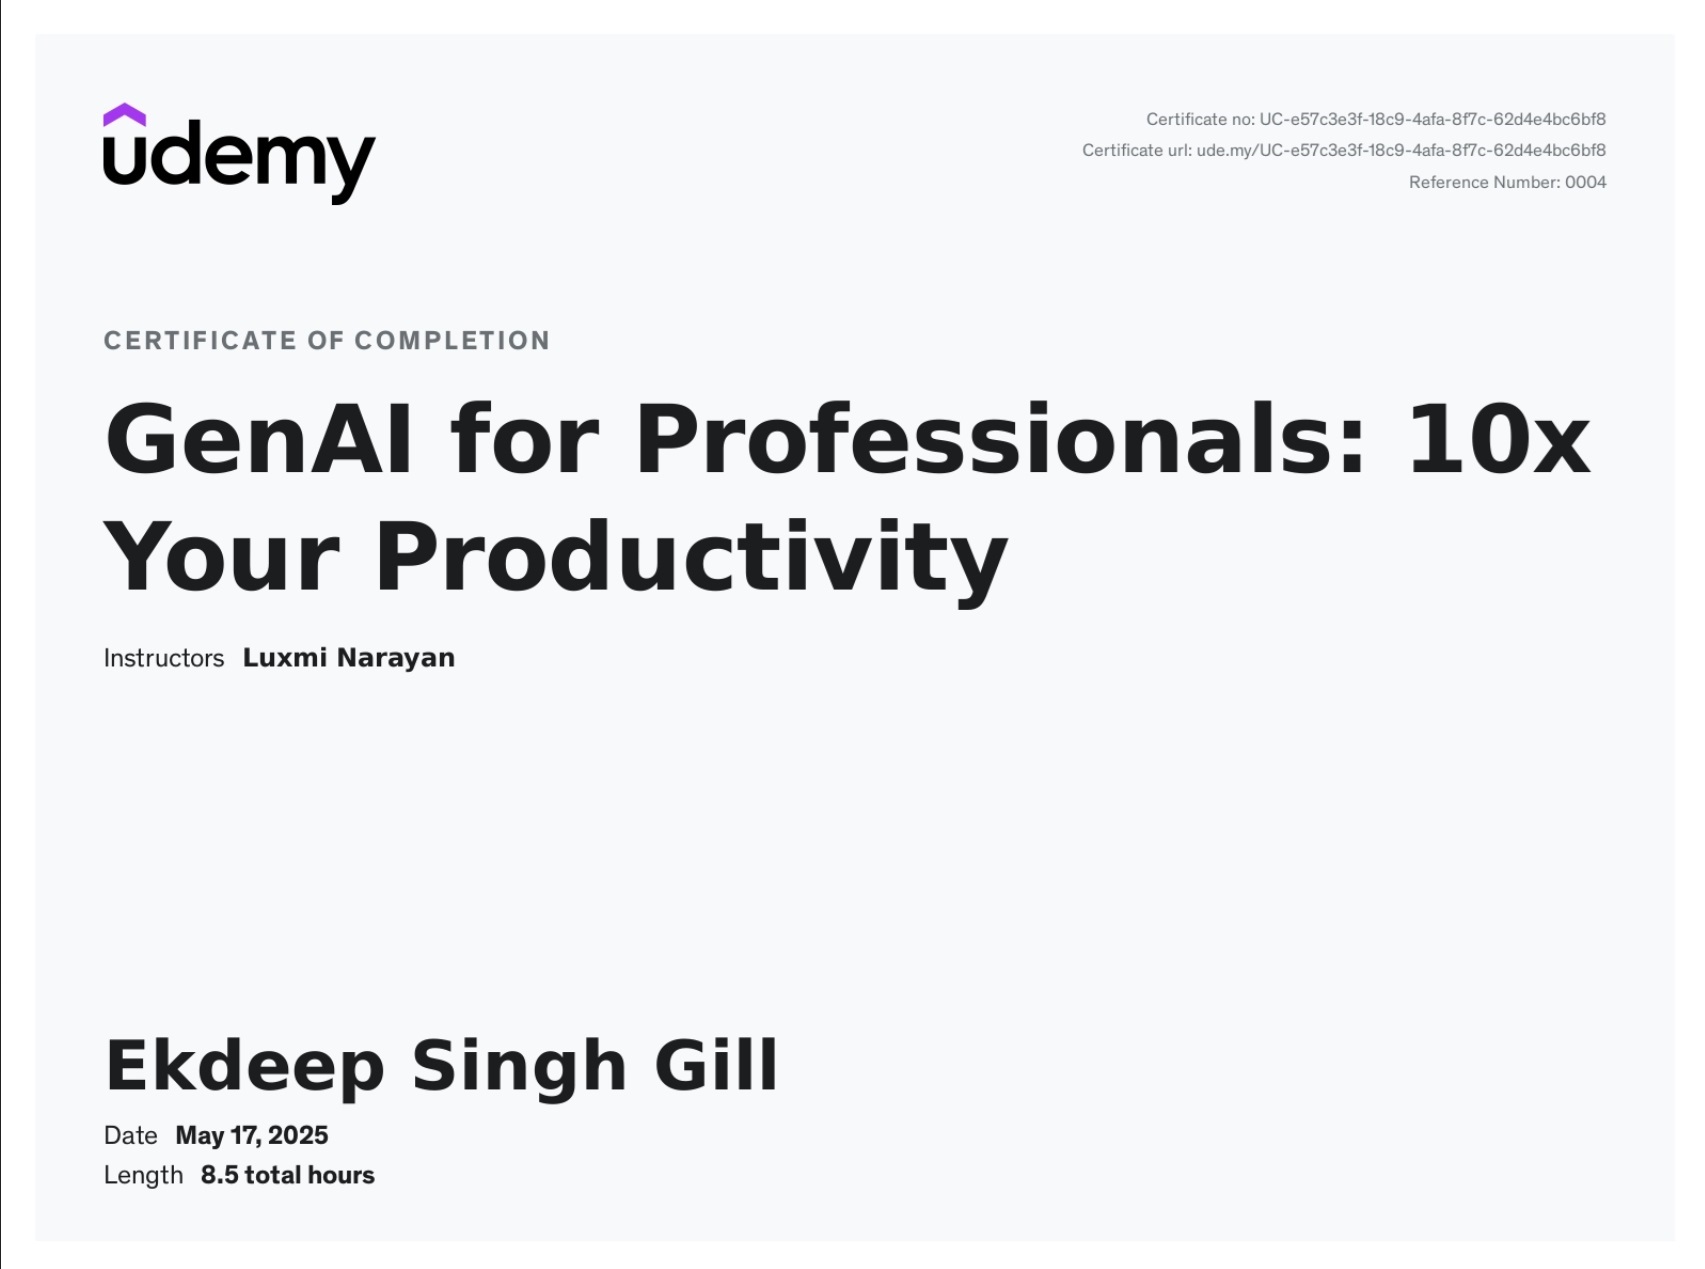 udemy
Certificate no: UC-e57c3e3f-18c9-4afa-8f7c-62d4e4bc6bf8
Certificate url: ude.my/UC-e57c3e3f-18c9-4afa-8f7c-62d4e4bc6bf8
Reference Number: 0004
CERTIFICATE OF COMPLETION
GenAI for Professionals: 10x
Your Productivity
Instructors Luxmi Narayan
Ekdeep Singh Gill
Date May 17, 2025
Length 8.5 total hours